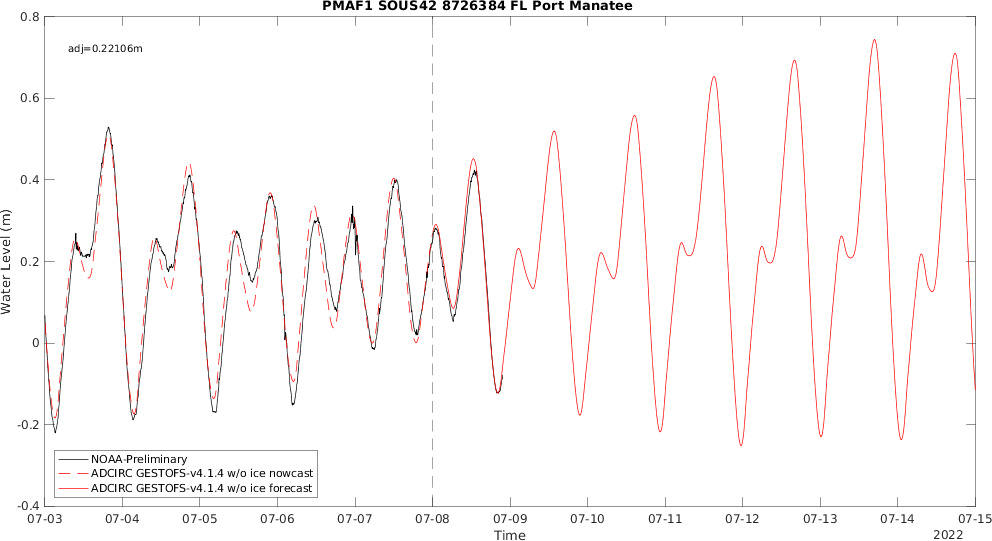 PMAF1 SOUS42 8726384 FL Port Manatee
adj=0.22106m
0.8
0.6
0.4
0.2
0
-0.2
-0.4
Water Level (m)
NOAA-Preliminary
ADCIRC GESTOFS-v4.1.4 w/o ice nowcast
ADCIRC GESTOFS-v4.1.4 w/o ice forecast
07-03 07-04 07-05 07-06 07-07 07-08 07-09 07-10 07-11 07-12 07-13 07-14 07-15
Time
2022